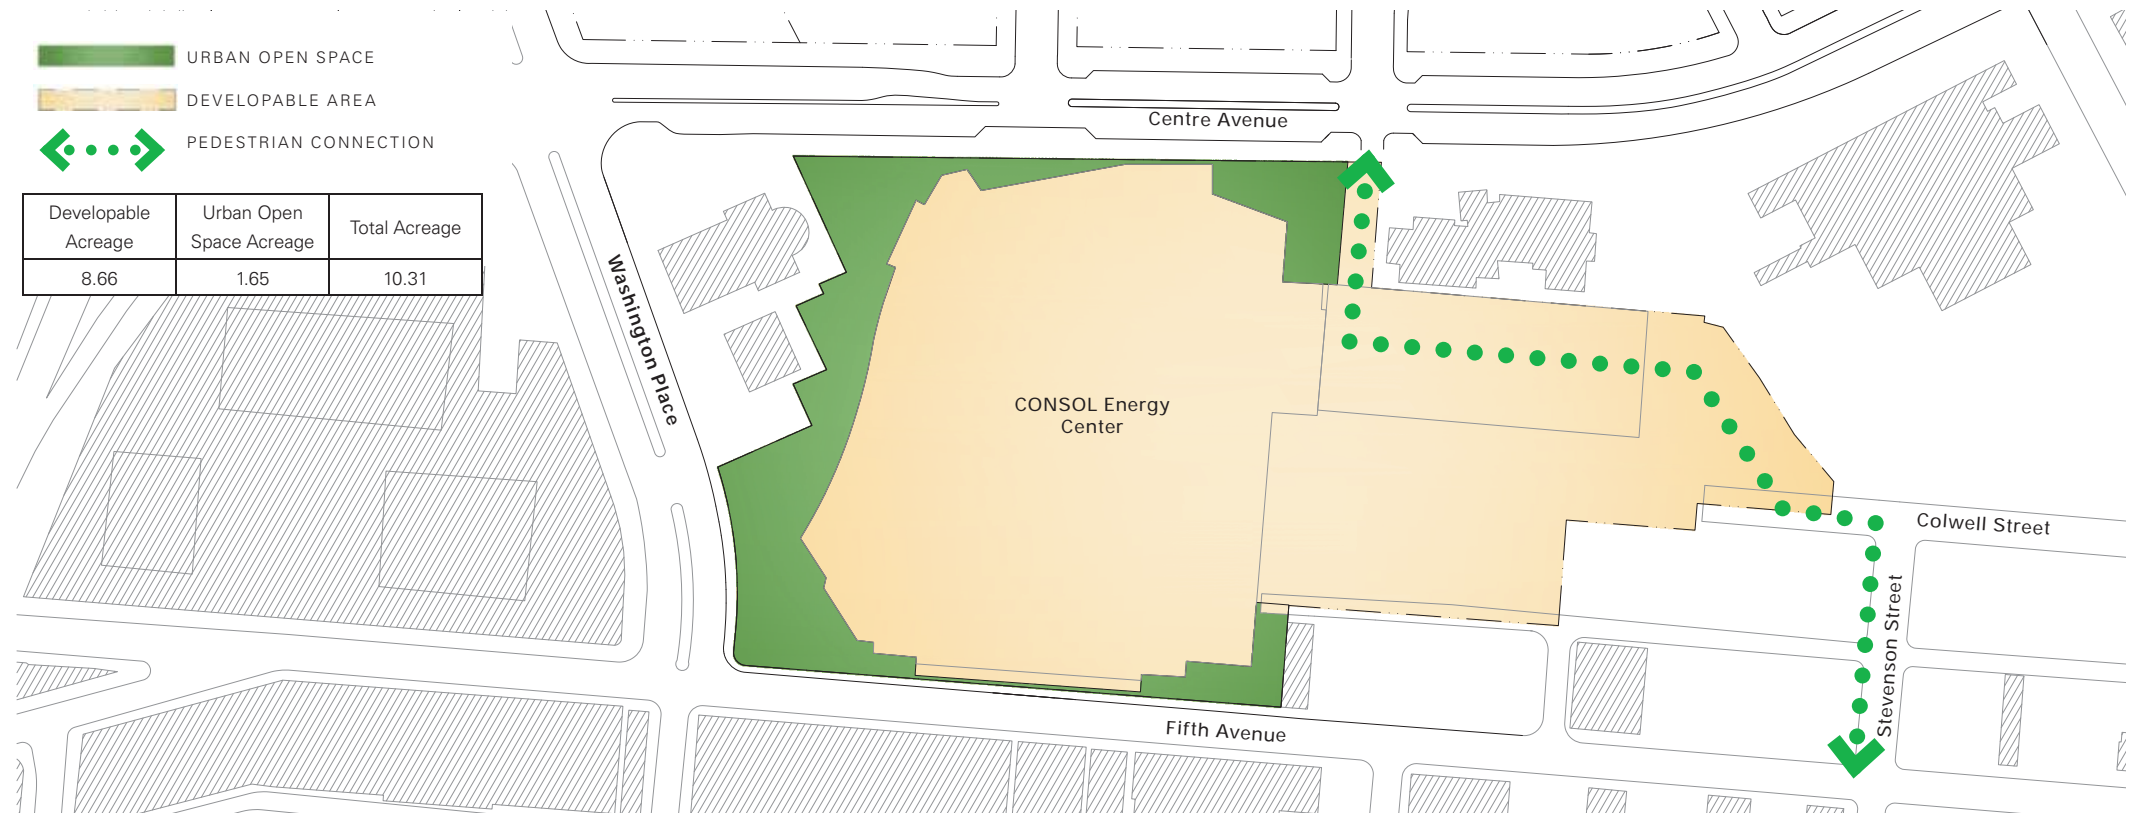 URBAN OPEN SPACE
DEVELOPABLE AREA
PEDESTRIAN CONNECTION
Developable
Acreage
Urban Open
Space Acreage
Total Acreage
8.66
1.65
10.31
Centre Avenue
Washington Place
CONSOL Energy
Center
Colwell Street
Stevenson Street
Fifth Avenue